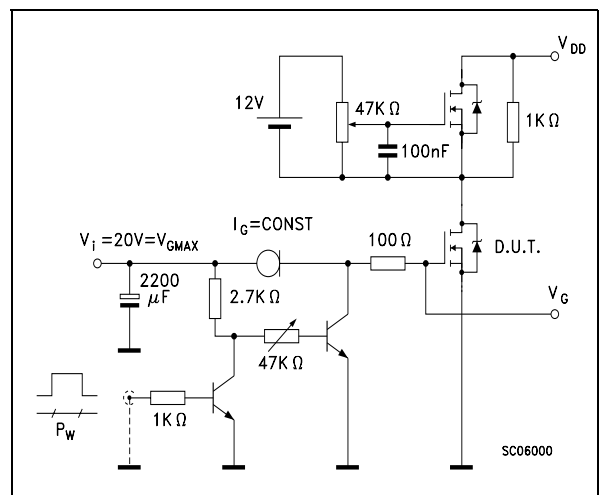 V_DD
12V
47KΩ
1KΩ
100nF
V_i =20V=V_GMAX
I_G=CONST
100Ω
D.U.T.
2200
μF
2.7KΩ
V_G
47KΩ
1KΩ
P_W
SC06000